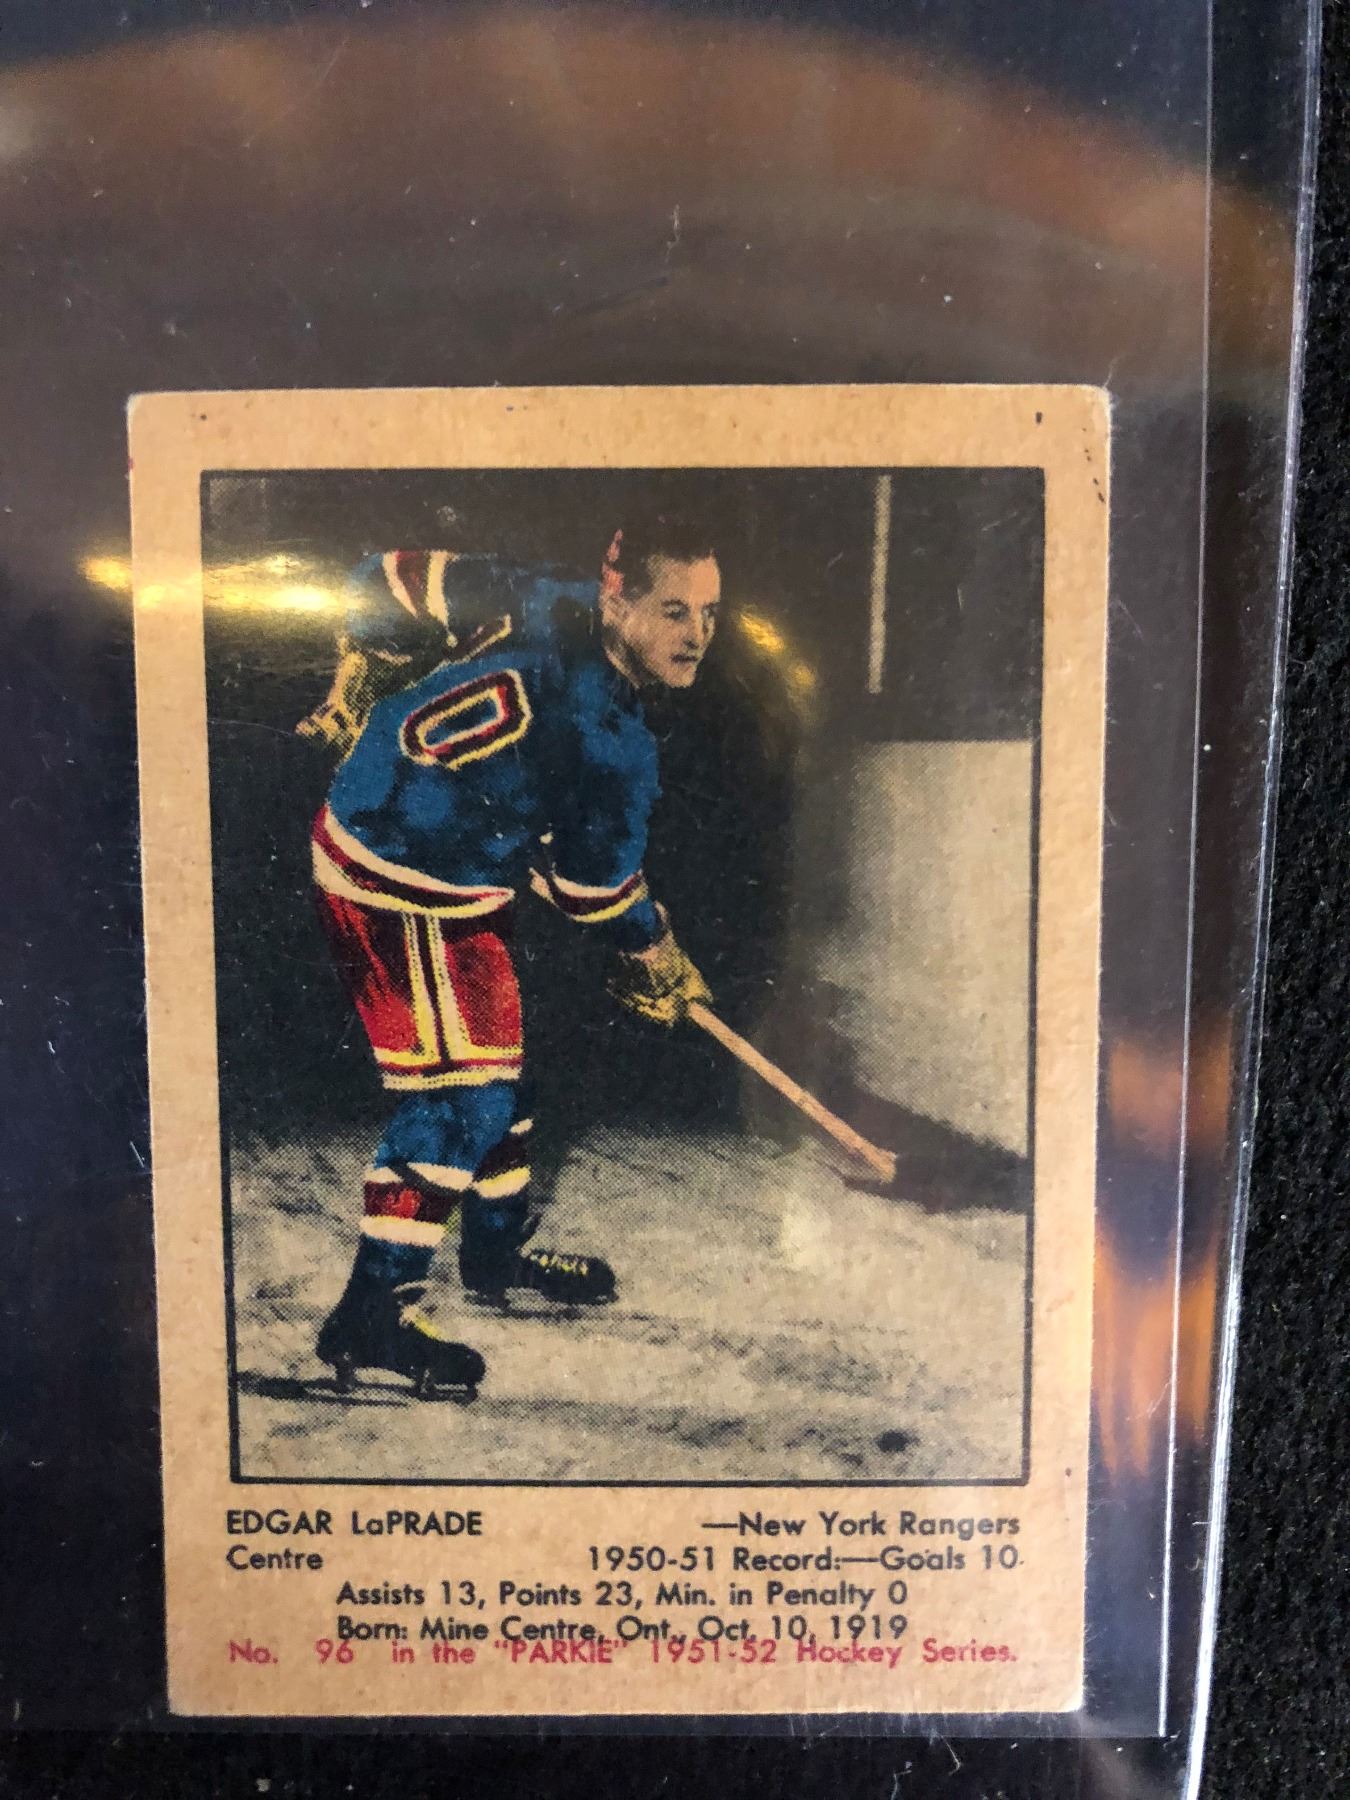 0
EDGAR LaPRADE —New York Rangers
Centre 1950-51 Record:—Goals 10
Assists 13, Points 23, Min. in Penalty 0
Born: Mine Centre, Ont., Oct. 10, 1919
No. 96 in the "PARKIE" 1951-52 Hockey Series.